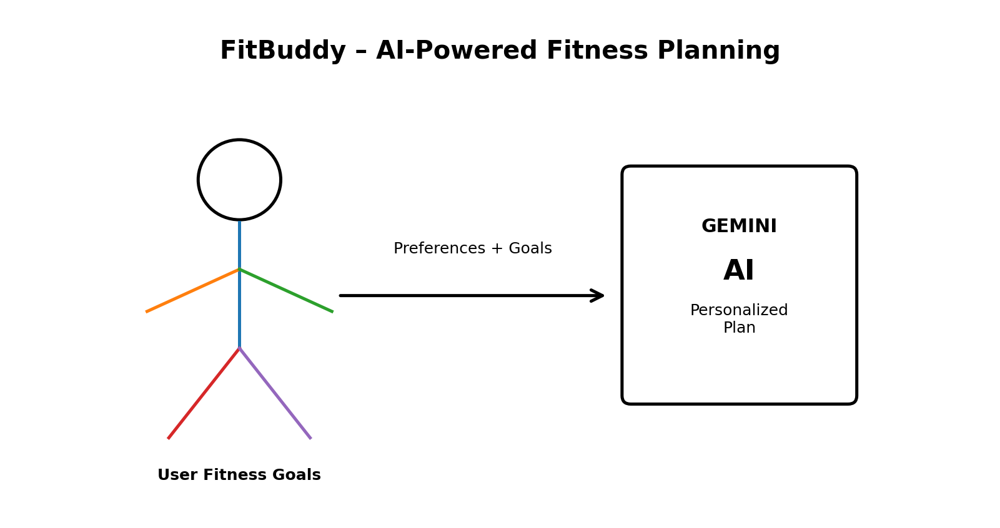 FitBuddy – AI-Powered Fitness Planning
Preferences + Goals
GEMINI
AI
Personalized
Plan
User Fitness Goals